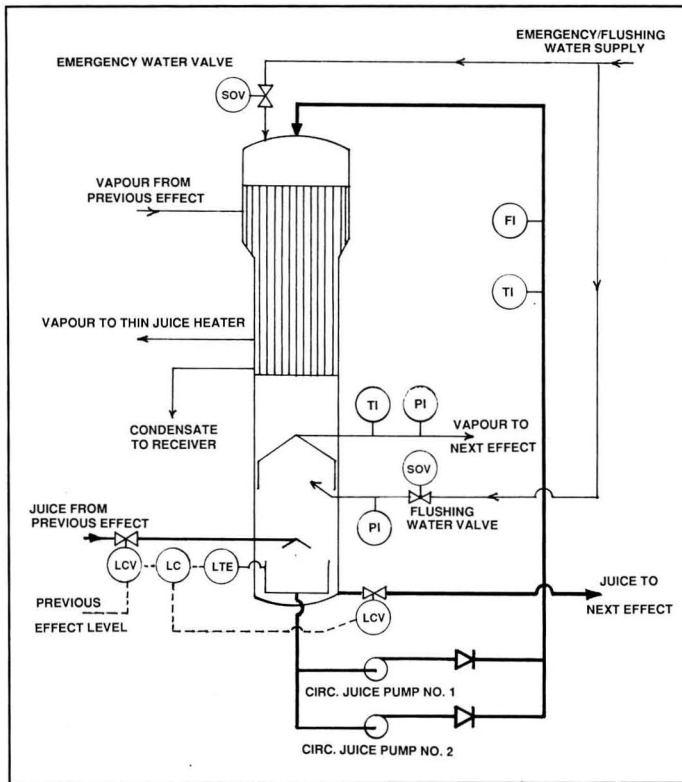 EMERGENCY/FLUSHING
WATER SUPPLY
EMERGENCY WATER VALVE
SOV
VAPOUR FROM
PREVIOUS EFFECT
FI
TI
VAPOUR TO THIN JUICE HEATER
CONDENSATE
TO RECEIVER
TI
PI
VAPOUR TO
NEXT EFFECT
SOV
FLUSHING
WATER VALVE
PI
JUICE FROM
PREVIOUS EFFECT
LCV
LC
LTE
PREVIOUS
EFFECT LEVEL
LCV
JUICE TO
NEXT EFFECT
CIRC. JUICE PUMP NO. 1
CIRC. JUICE PUMP NO. 2